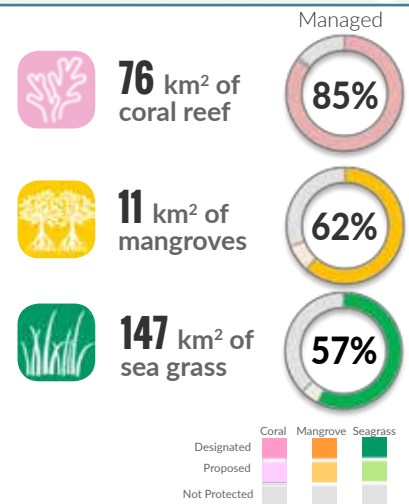 Managed
76 km² of
coral reef
85%
11 km² of
mangroves
62%
147 km² of
sea grass
57%
Coral Mangrove Seagrass
Designated
Proposed
Not Protected